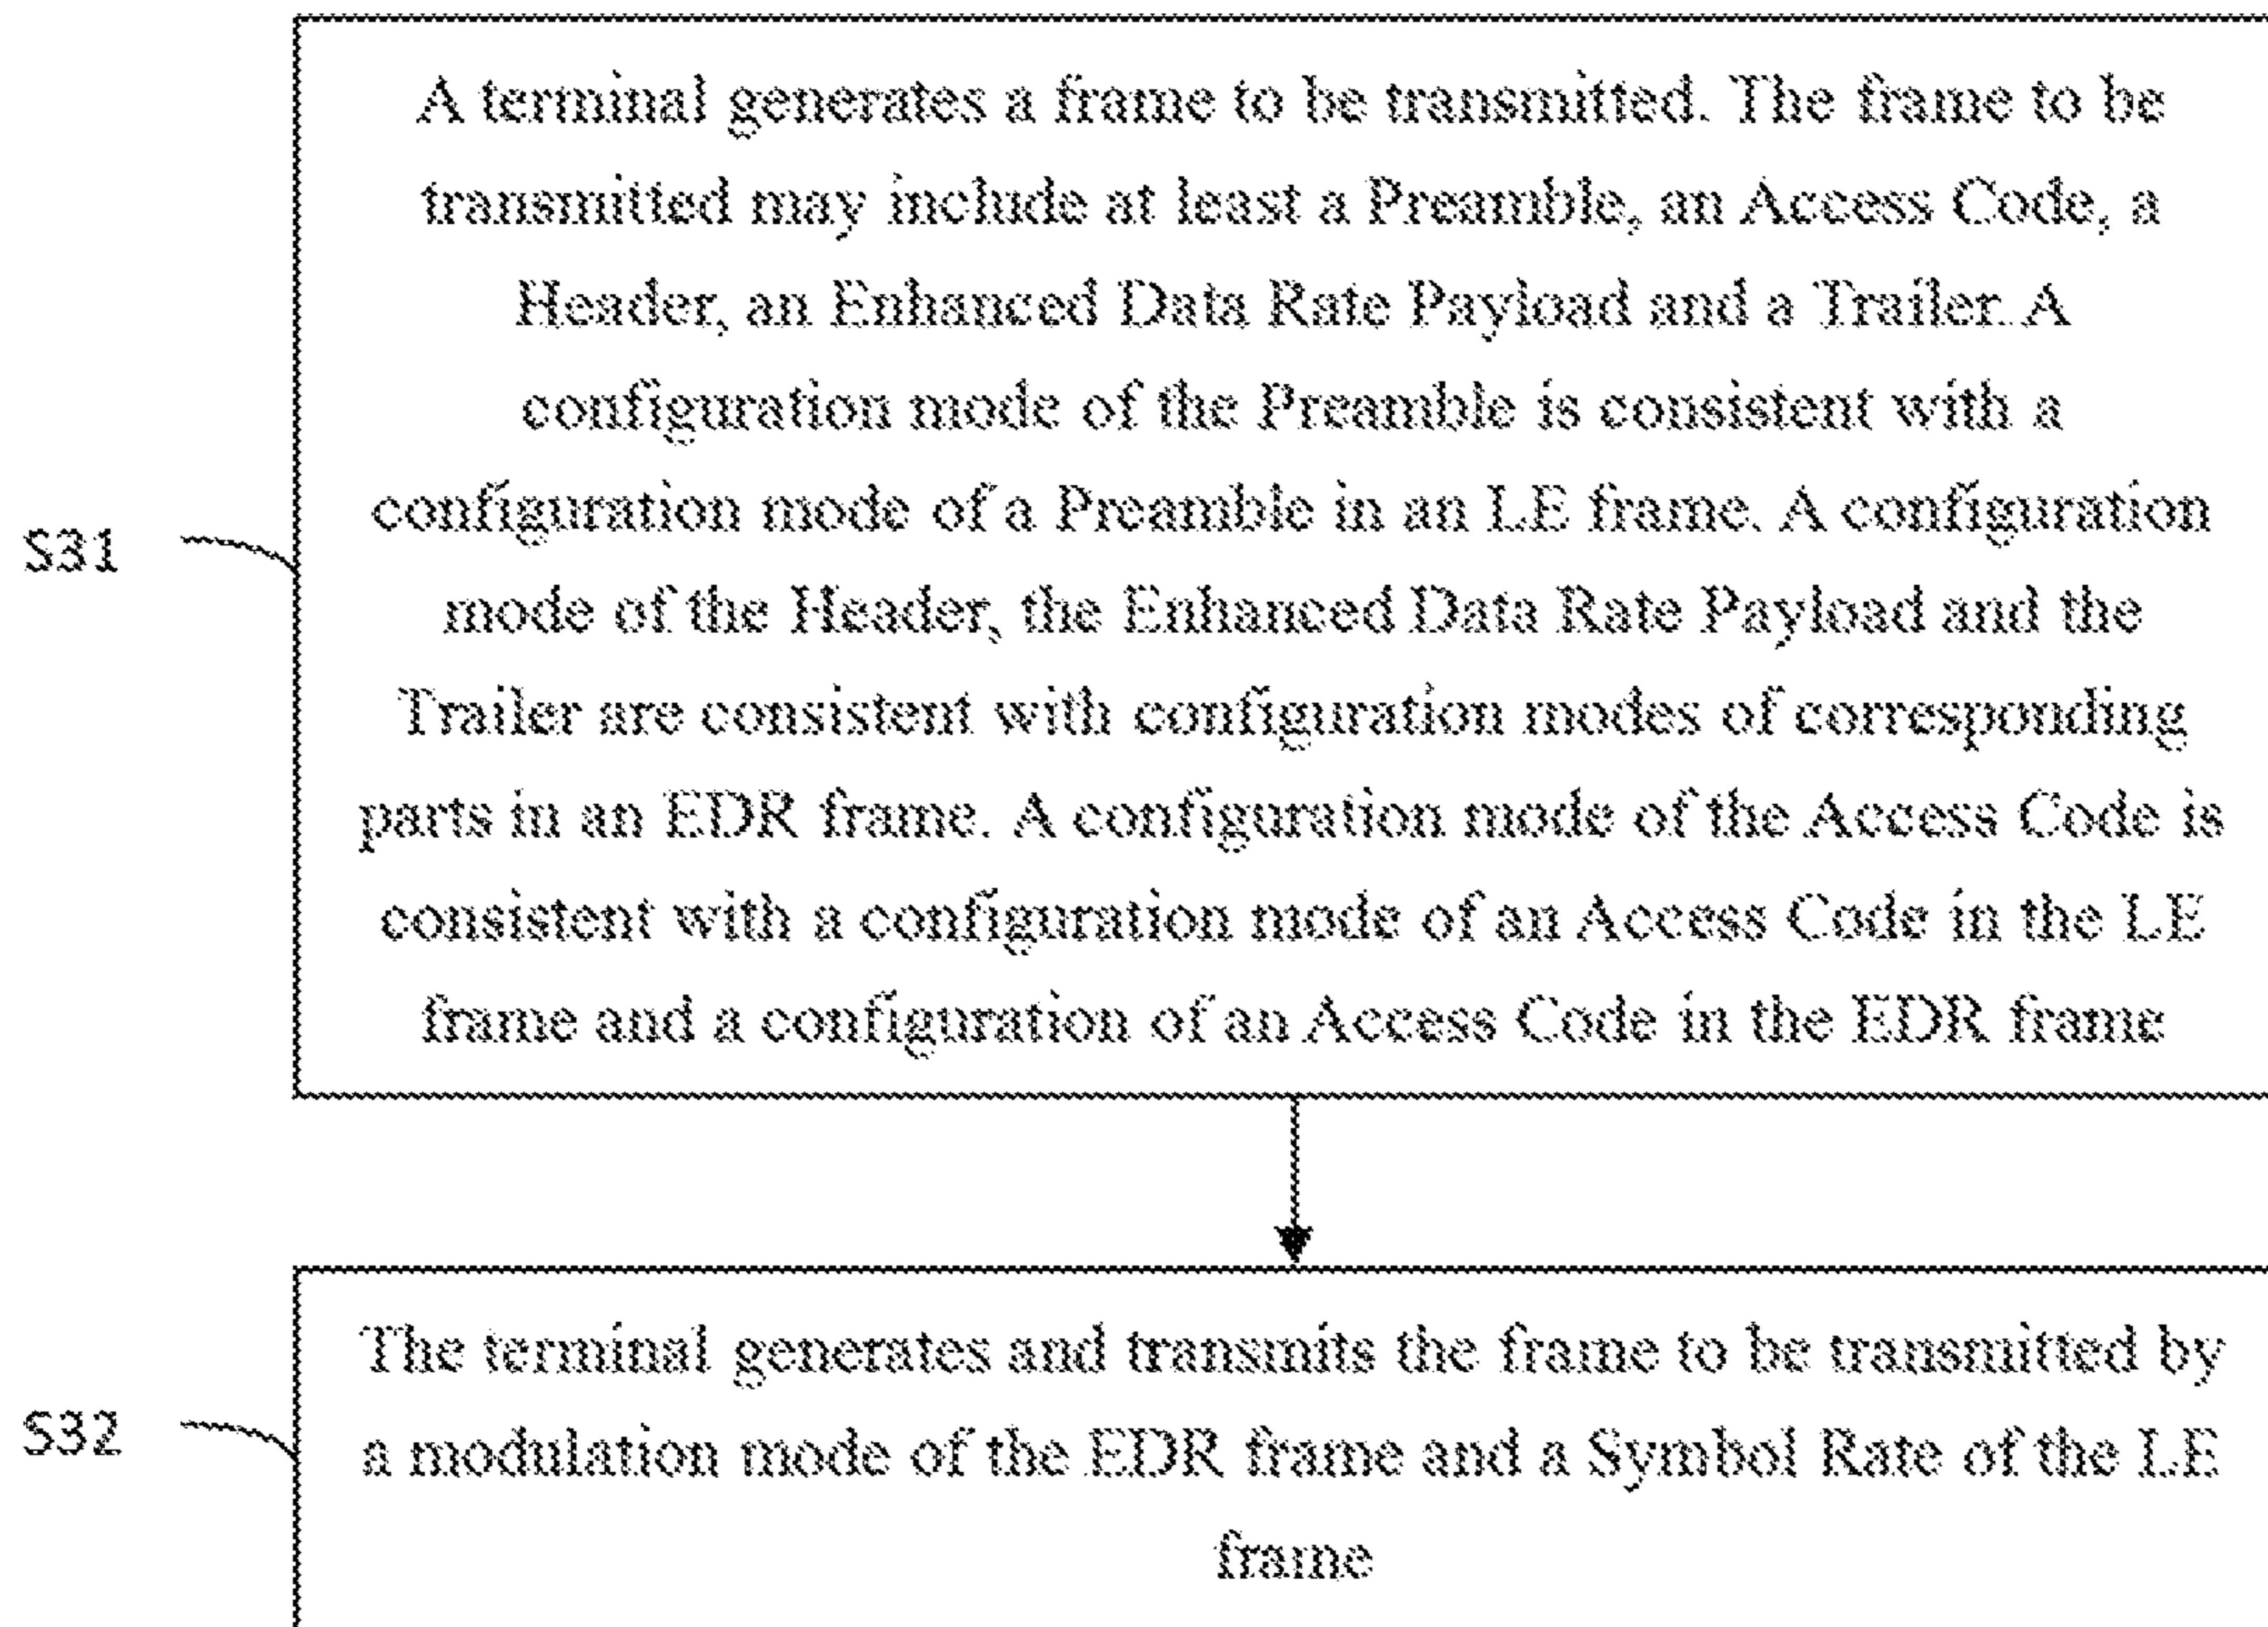 A terminal generates a frame to be transmitted. The frame to be
transmitted may include at least a Preamble, an Access Code, a
Header, an Enhanced Data Rate Payload and a Trailer. A
configuration mode of the Preamble is consistent with a
configuration mode of a Preamble in an LE frame. A configuration
S31
mode of the Header, the Enhanced Data Rate Payload and the
Trailer are consistent with configuration modes of corresponding
parts in an EDR frame. A configuration mode of the Access Code is
consistent with a configuration mode of an Access Code in the LE
frame and a configuration of an Access Code in the EDR frame
The terminal generates and transmits the frame to be transmitted by
S32
a modulation mode of the EDR frame and a Symbol Rate of the LE
frame